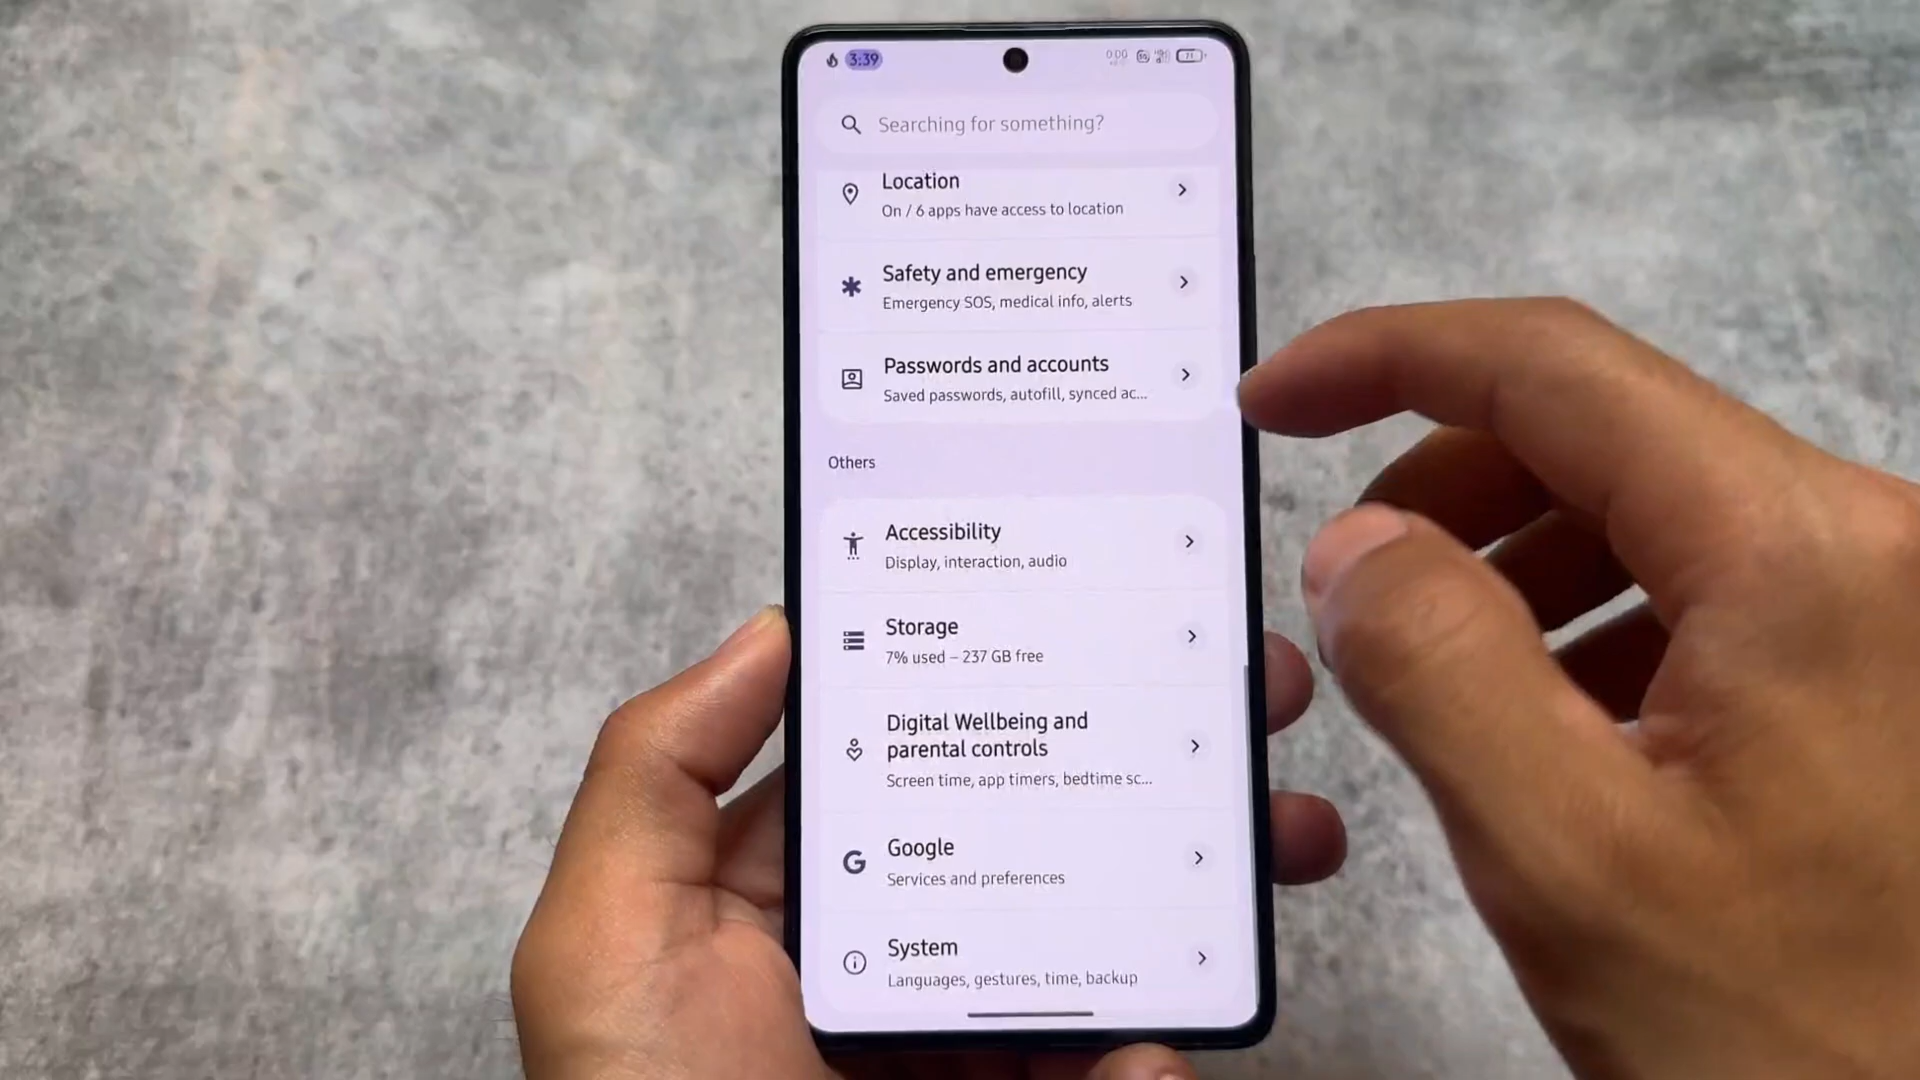 3:39
0:00
71
Searching for something?
Location
On / 6 apps have access to location
Safety and emergency
Emergency SOS, medical info, alerts
Passwords and accounts
Saved passwords, autofill, synced ac...
Others
Accessibility
Display, interaction, audio
Storage
7% used – 237 GB free
Digital Wellbeing and
parental controls
Screen time, app timers, bedtime sc...
Google
Services and preferences
System
Languages, gestures, time, backup